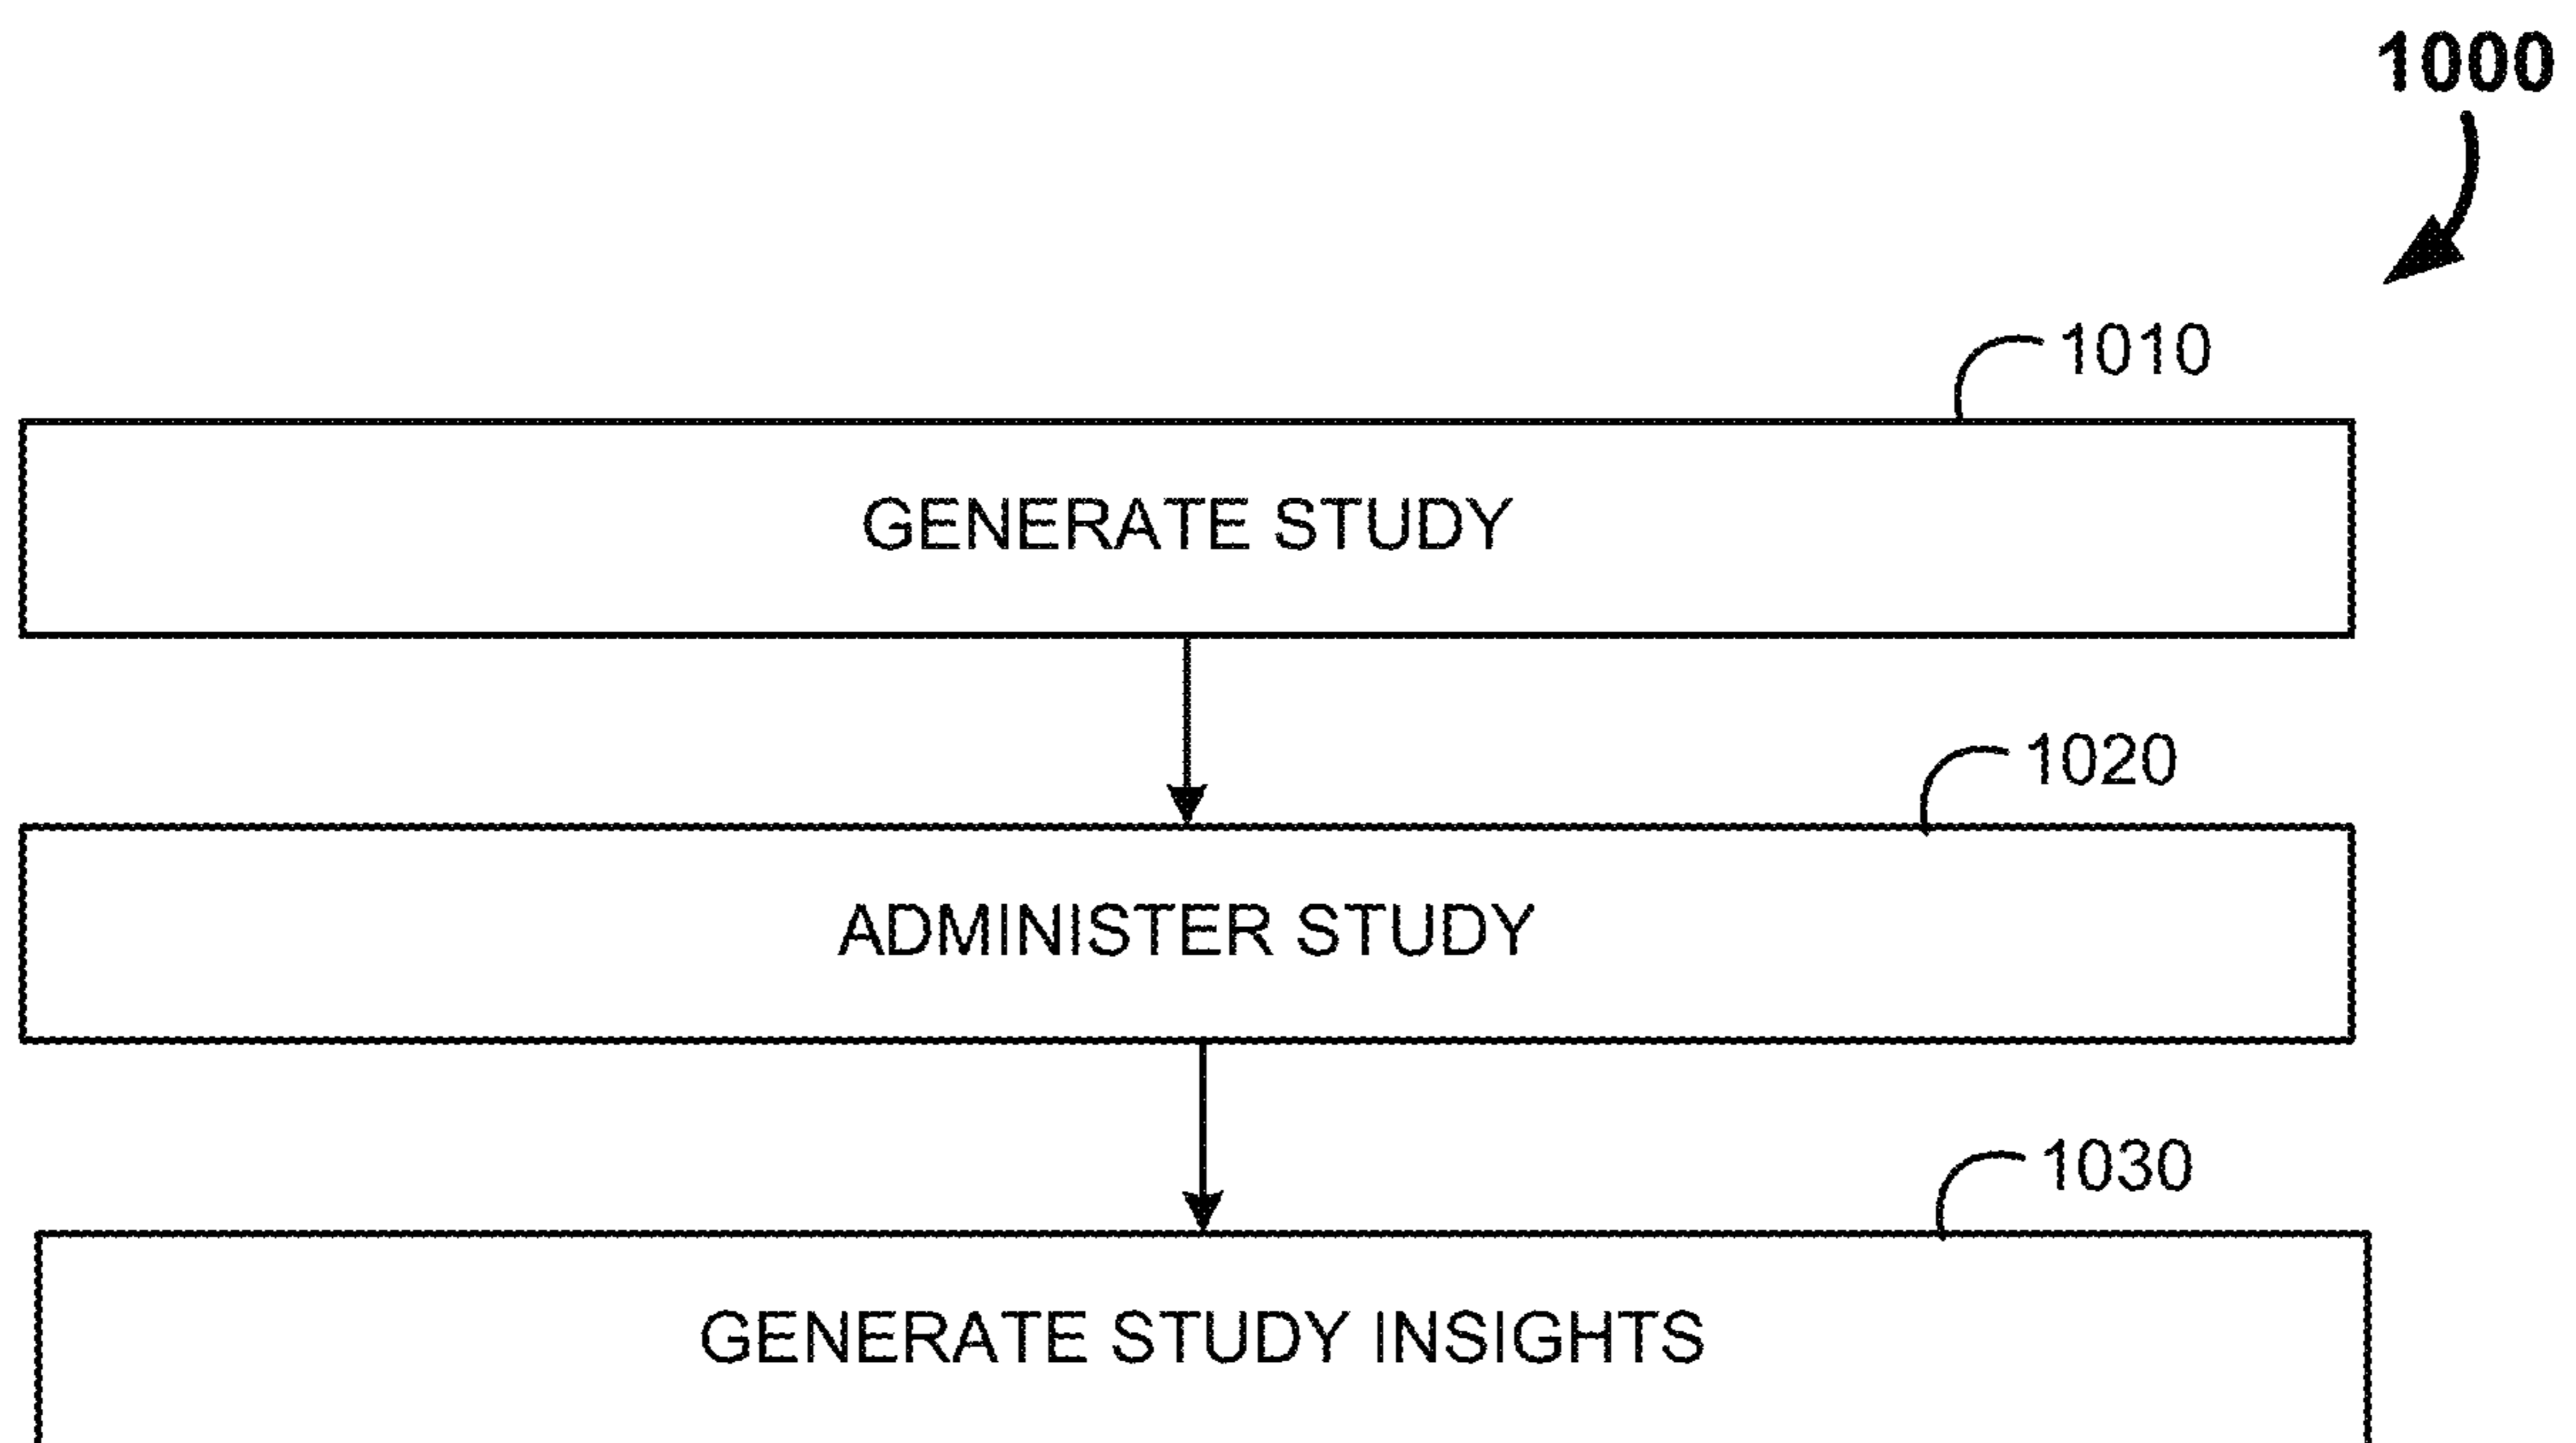 1000
1010
GENERATE STUDY
1020
ADMINISTER STUDY
1030
GENERATE STUDY INSIGHTS